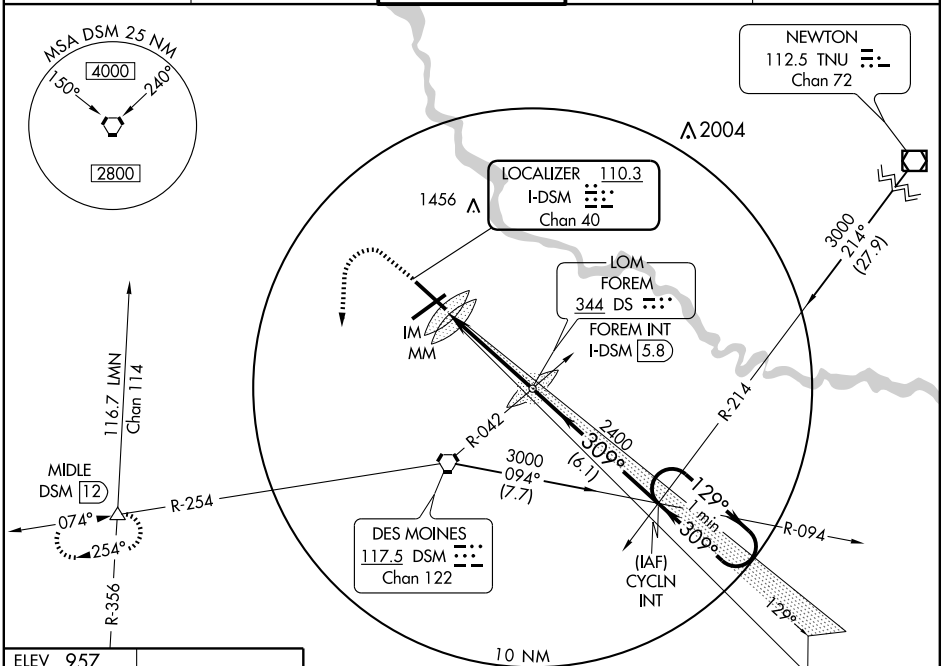 MSA DSM 25 NM
4000
150°
240°
2800
NEWTON
112.5 TNU
Chan 72
2004
LOCALIZER 110.3
I-DSM
Chan 40
1456
3000
214°
(27.9)
LOM
FOREM
344 DS
FOREM INT
I-DSM 5.8
IM
MM
116.7 LMN
Chan 114
R-042
R-214
2400
309°
(6.1)
3000
094°
(7.7)
129°
1 min
309°
R-094
MIDLE
DSM 12
R-254
074°
254°
DES MOINES
117.5 DSM
Chan 122
(IAF)
CYCLN
INT
R-356
129°
10 NM
ELEV 957